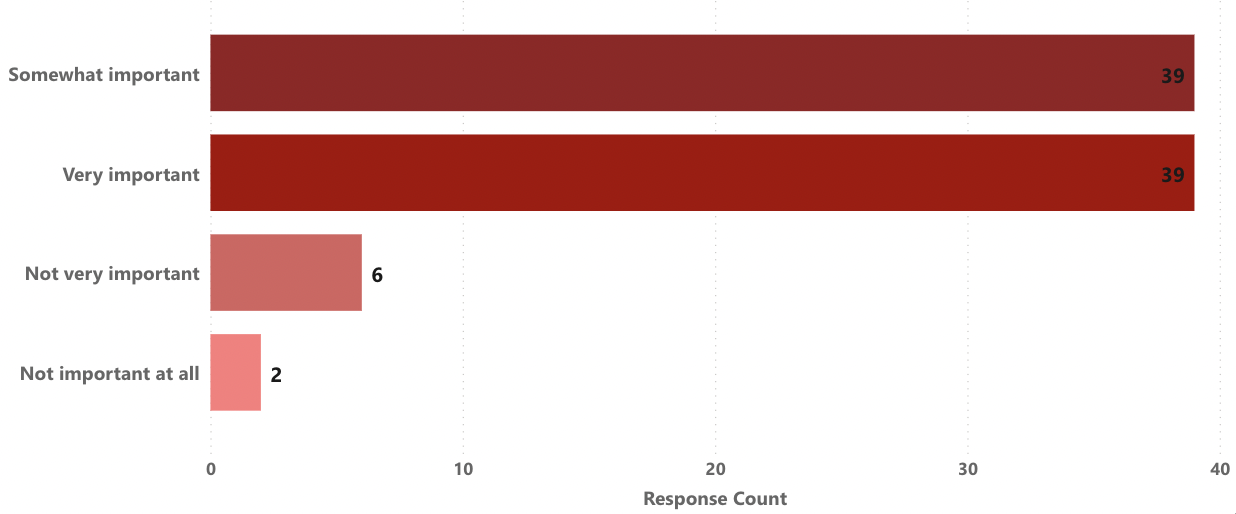 Somewhat important 39
Very important 39
Not very important 6
Not important at all 2
0 10 20 30 40
Response Count